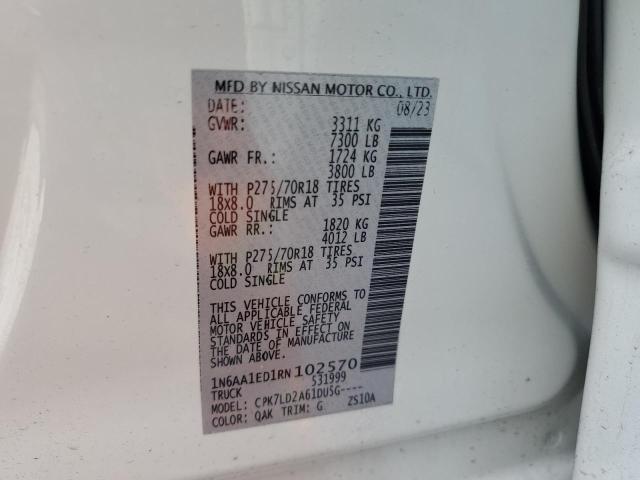 MFD BY NISSAN MOTOR CO., LTD.
DATE: 08/23
GVWR: 3311 KG
7300 LB
GAWR FR.: 1724 KG
3800 LB
WITH P275/70R18 TIRES
18x8.0 RIMS AT 35 PSI
COLD SINGLE
GAWR RR.: 1820 KG
4012 LB
WITH P275/70R18 TIRES
18x8.0 RIMS AT 35 PSI
COLD SINGLE
THIS VEHICLE CONFORMS TO
ALL APPLICABLE FEDERAL
MOTOR VEHICLE SAFETY
STANDARDS IN EFFECT ON
THE DATE OF MANUFACTURE
SHOWN ABOVE.
1N6AA1ED1RN102570
TRUCK 531999
MODEL: CPK7LD2A61DU5G----
COLOR: QAK TRIM: G 2S10A